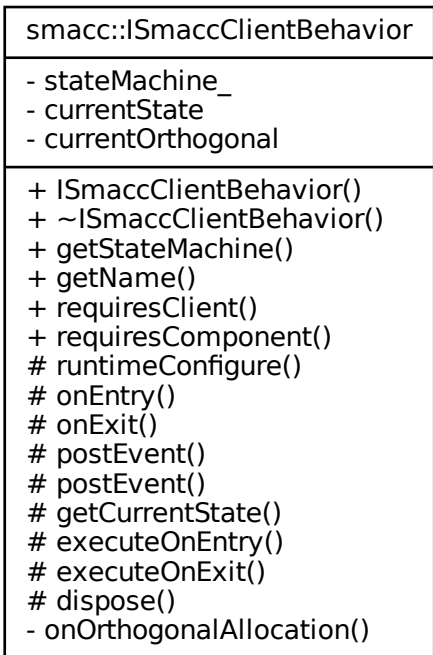 smacc::ISmaccClientBehavior
- stateMachine_
- currentState
- currentOrthogonal
+ ISmaccClientBehavior()
+ ~ISmaccClientBehavior()
+ getStateMachine()
+ getName()
+ requiresClient()
+ requiresComponent()
# runtimeConfigure()
# onEntry()
# onExit()
# postEvent()
# postEvent()
# getCurrentState()
# executeOnEntry()
# executeOnExit()
# dispose()
- onOrthogonalAllocation()